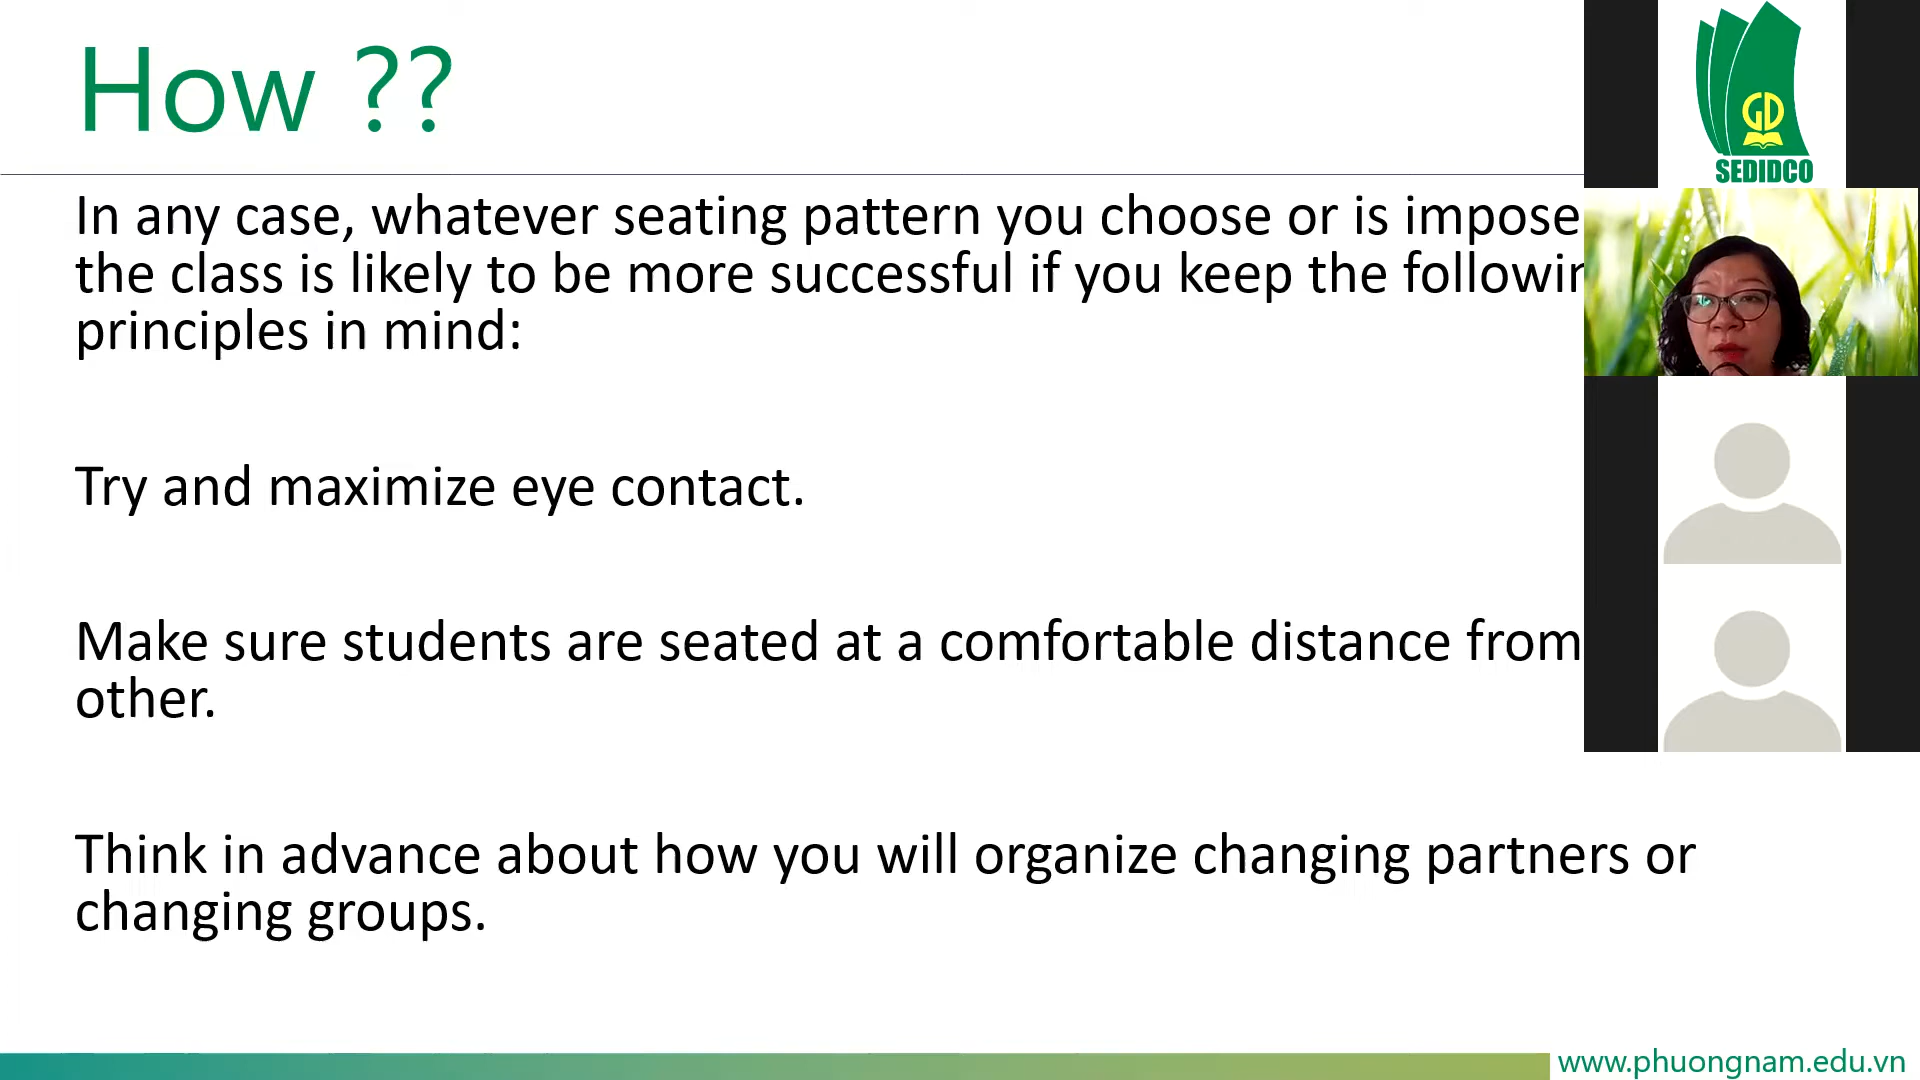 How ??
In any case, whatever seating pattern you choose or is impose
the class is likely to be more successful if you keep the
principles in mind:
Try and maximize eye contact.
Make sure students are seated at a comfortable distance from
other.
Think in advance about how you will organize changing partners or
changing groups.
GD
SEDIDCO
www.phuongnam.edu.vn